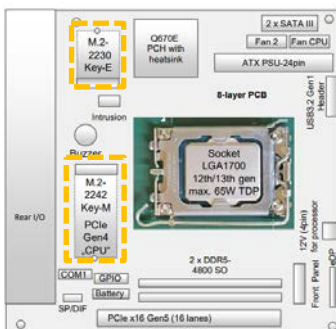 M.2-
2230
Key-E
Q670E
PCH with
heatsink
2 x SATA III
Fan 2
Fan CPU
ATX PSU-24pin
8-layer PCB
USB3.2 Gen1
Header
Intrusion
Buzzer
Socket
LGA1700
12th/13th gen
max. 65W TDP
M.2-
2242
Key-M
PCIe
Gen4
„CPU"
Rear I/O
12V (4pin)
for processor
2 x DDR5-
4800 SO
COM1
GPIO
Battery
SP/DIF
Front Panel
eDP
PCIe x16 Gen5 (16 lanes)